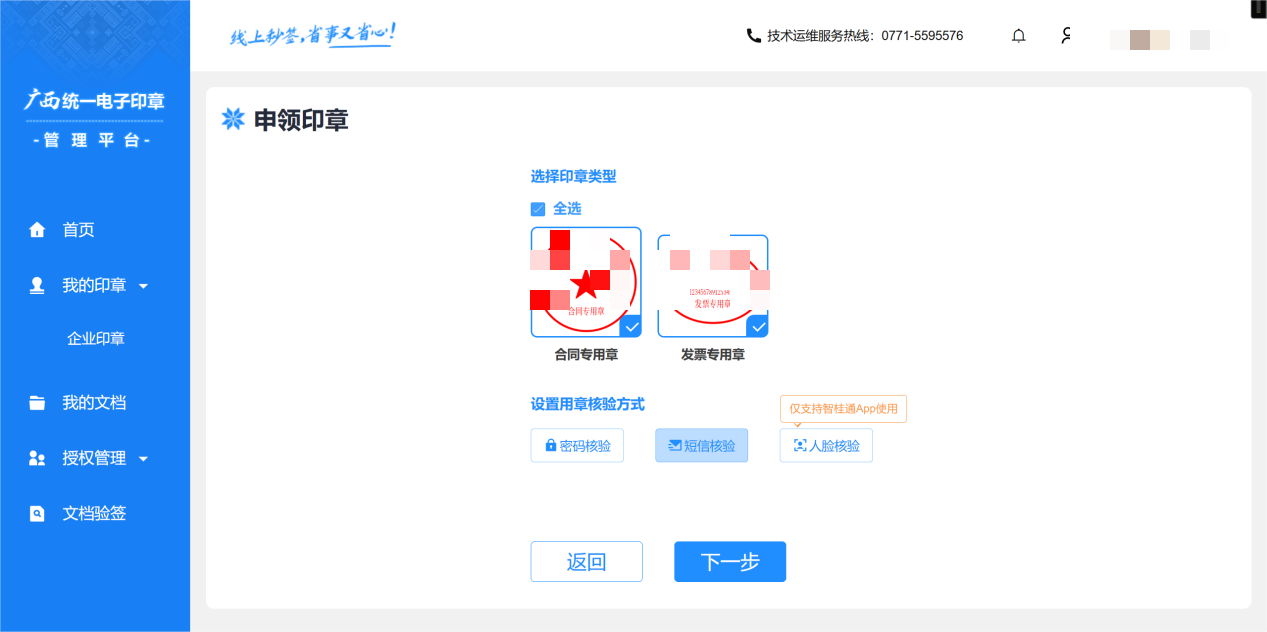 线上秒签,省事又省心!
技术运维服务热线：0771-5595576
广西统一电子印章
-管 理 平 台-
首页
我的印章
企业印章
我的文档
授权管理
文档验签
申领印章
选择印章类型
全选
合同专用章
发票专用章
合同专用章
发票专用章
设置用章核验方式
仅支持智桂通App使用
密码核验
短信核验
人脸核验
返回
下一步